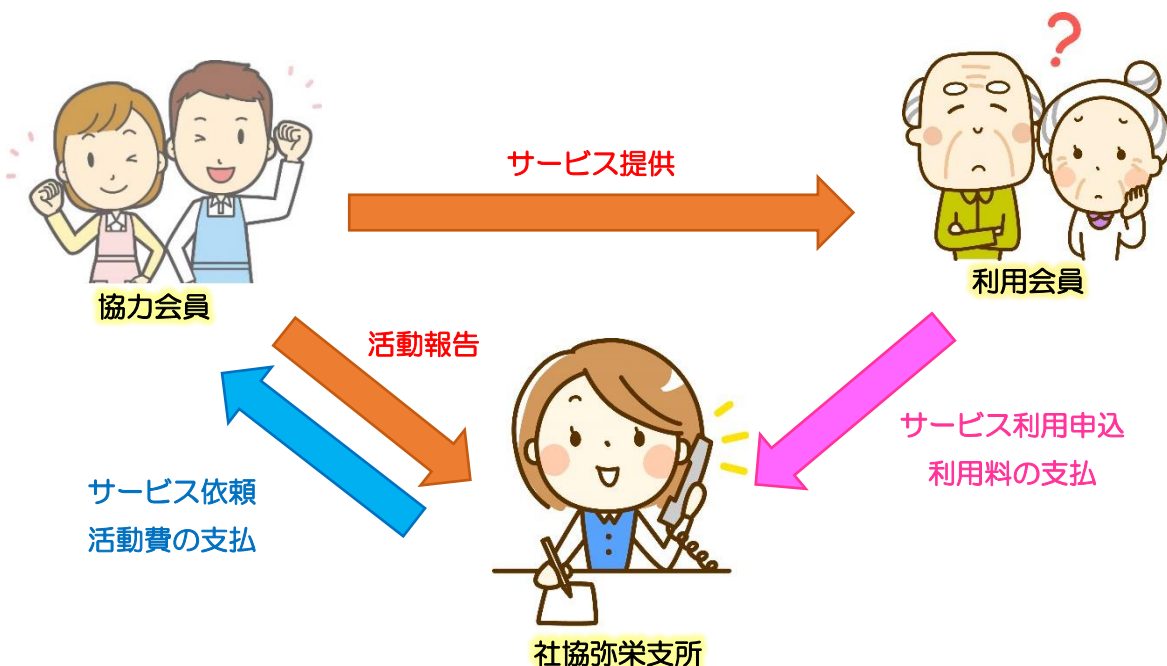 ?
サービス提供
協力会員
利用会員
活動報告
サービス利用申込
利用料の支払
サービス依頼
活動費の支払
社協弥栄支所